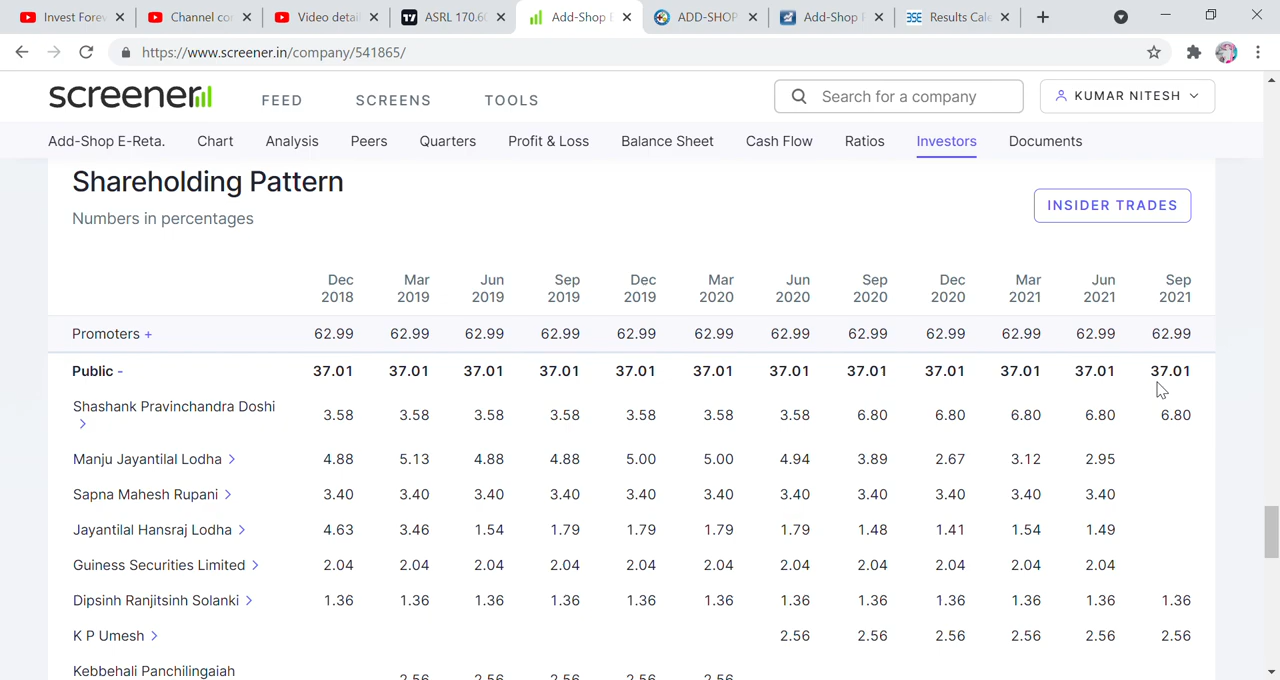 Invest Forev
Channel con
Video detail
ASRL 170.60
Add-Shop E
ADD-SHOP
Add-Shop
Results Cale
https://www.screener.in/company/541865/
screener
FEED SCREENS TOOLS
Search for a company
KUMAR NITESH
Add-Shop E-Reta. Chart Analysis Peers Quarters Profit & Loss Balance Sheet Cash Flow Ratios Investors Documents
Shareholding Pattern
Numbers in percentages
INSIDER TRADES
Dec 2018 Mar 2019 Jun 2019 Sep 2019 Dec 2019 Mar 2020 Jun 2020 Sep 2020 Dec 2020 Mar 2021 Jun 2021 Sep 2021
Promoters + 62.99 62.99 62.99 62.99 62.99 62.99 62.99 62.99 62.99 62.99 62.99 62.99
Public - 37.01 37.01 37.01 37.01 37.01 37.01 37.01 37.01 37.01 37.01 37.01 37.01
Shashank Pravinchandra Doshi 3.58 3.58 3.58 3.58 3.58 3.58 3.58 6.80 6.80 6.80 6.80 6.80
Manju Jayantilal Lodha 4.88 5.13 4.88 4.88 5.00 5.00 4.94 3.89 2.67 3.12 2.95
Sapna Mahesh Rupani 3.40 3.40 3.40 3.40 3.40 3.40 3.40 3.40 3.40 3.40 3.40
Jayantilal Hansraj Lodha 4.63 3.46 1.54 1.79 1.79 1.79 1.79 1.48 1.41 1.54 1.49
Guiness Securities Limited 2.04 2.04 2.04 2.04 2.04 2.04 2.04 2.04 2.04 2.04 2.04
Dipsinh Ranjitsinh Solanki 1.36 1.36 1.36 1.36 1.36 1.36 1.36 1.36 1.36 1.36 1.36 1.36
K P Umesh 2.56 2.56 2.56 2.56 2.56 2.56
Kebbehali Panchilingaiah 2.56 2.56 2.56 2.56 2.56